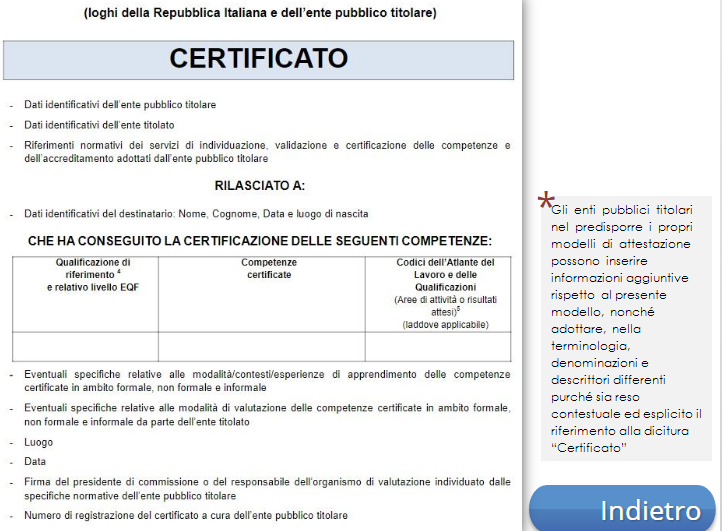 (loghi della Repubblica Italiana e dell'ente pubblico titolare)
CERTIFICATO
- Dati identificativi dell'ente pubblico titolare
- Dati identificativi dell'ente titolato
- Riferimenti normativi dei servizi di individuazione, validazione e certificazione delle competenze e
dell'accreditamento adottati dall'ente pubblico titolare
RILASCIATO A:
- Dati identificativi del destinatario: Nome, Cognome, Data e luogo di nascita
CHE HA CONSEGUITO LA CERTIFICAZIONE DELLE SEGUENTI COMPETENZE:
Qualificazione di
riferimento 4
e relativo livello EQF
Competenze
certificate
Codici dell'Atlante del
Lavoro e delle
Qualificazioni
(Aree di attività o risultati
attesi)5
(laddove applicabile)
- Eventuali specifiche relative alle modalità/contesti/esperienze di apprendimento delle competenze
certificate in ambito formale, non formale e informale
- Eventuali specifiche relative alle modalità di valutazione delle competenze certificate in ambito formale,
non formale e informale da parte dell'ente titolato
- Luogo
- Data
- Firma del presidente di commissione o del responsabile dell'organismo di valutazione individuato dalle
specifiche normative dell'ente pubblico titolare
- Numero di registrazione del certificato a cura dell'ente pubblico titolare
*Gli enti pubblici titolari
nel predisporre i propri
modelli di attestazione
possono inserire
informazioni aggiuntive
rispetto al presente
modello, nonché
adottare, nella
terminologia,
denominazioni e
descrittori differenti
purché sia reso
contestuale ed esplicito il
riferimento alla dicitura
"Certificato"
Indietro